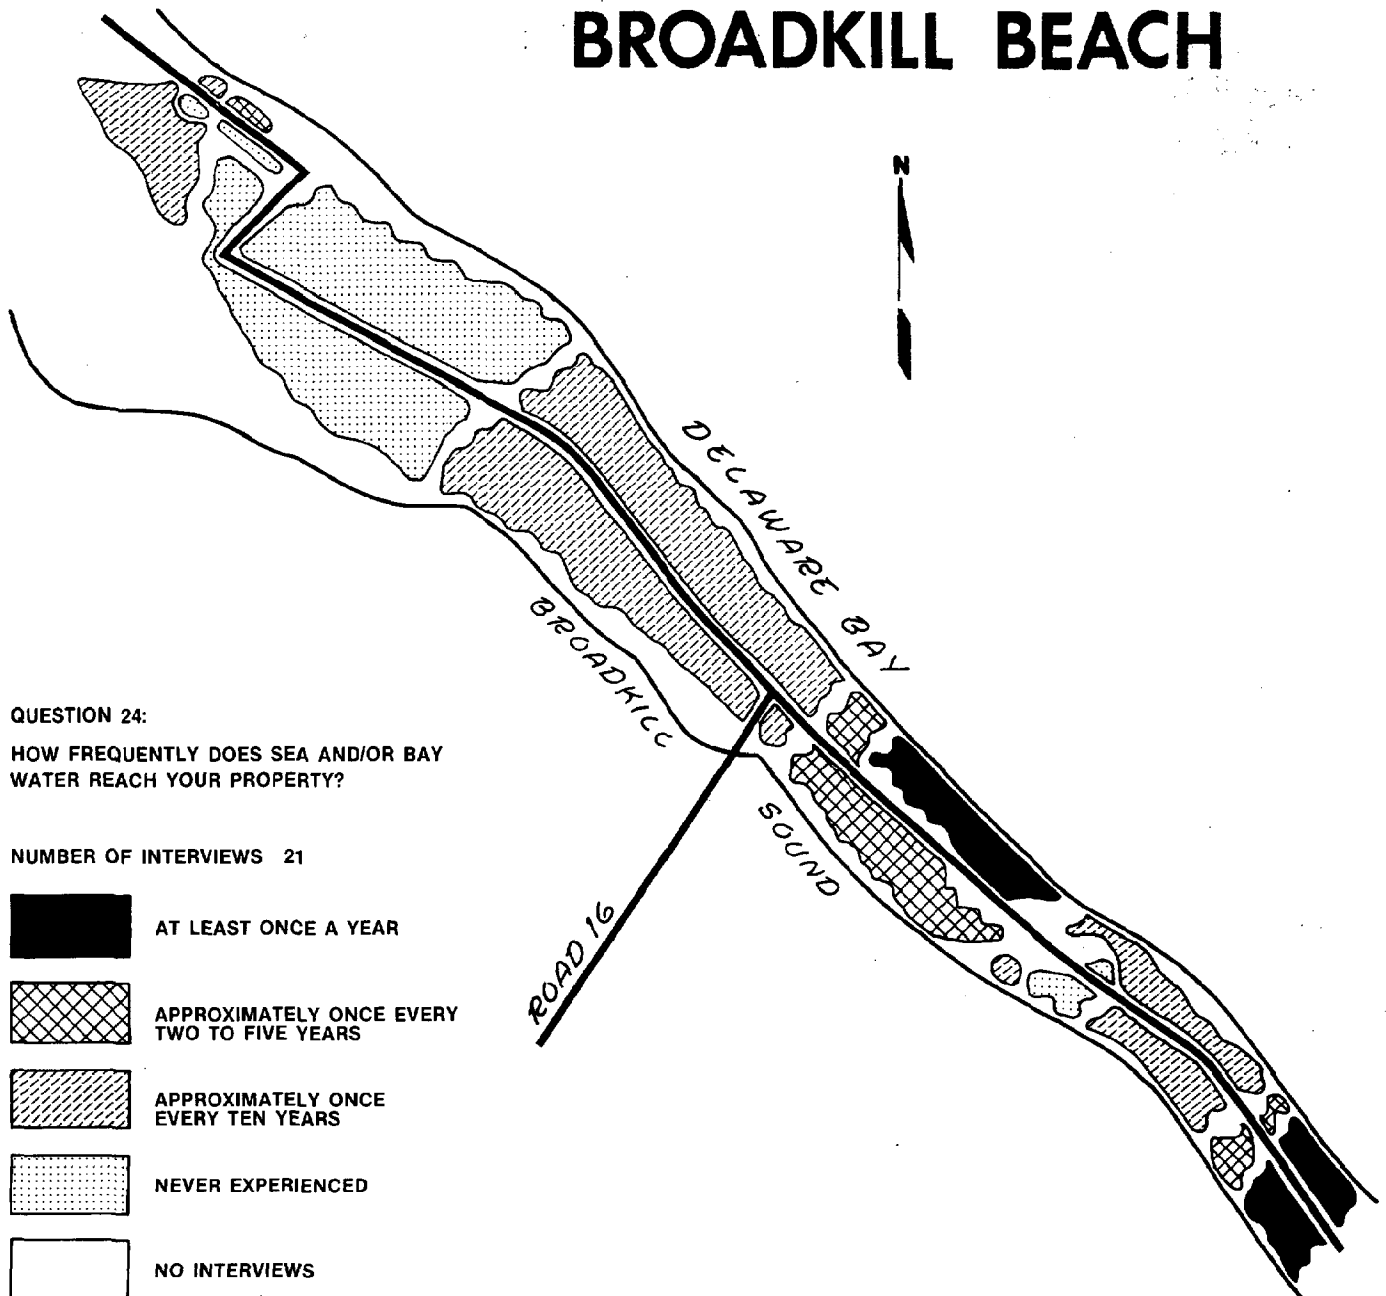 BROADKILL BEACH
N
DELAWARE BAY
BROADKILL
SOUND
ROAD 16
QUESTION 24:
HOW FREQUENTLY DOES SEA AND/OR BAY
WATER REACH YOUR PROPERTY?
NUMBER OF INTERVIEWS 21
AT LEAST ONCE A YEAR
APPROXIMATELY ONCE EVERY
TWO TO FIVE YEARS
APPROXIMATELY ONCE
EVERY TEN YEARS
NEVER EXPERIENCED
NO INTERVIEWS